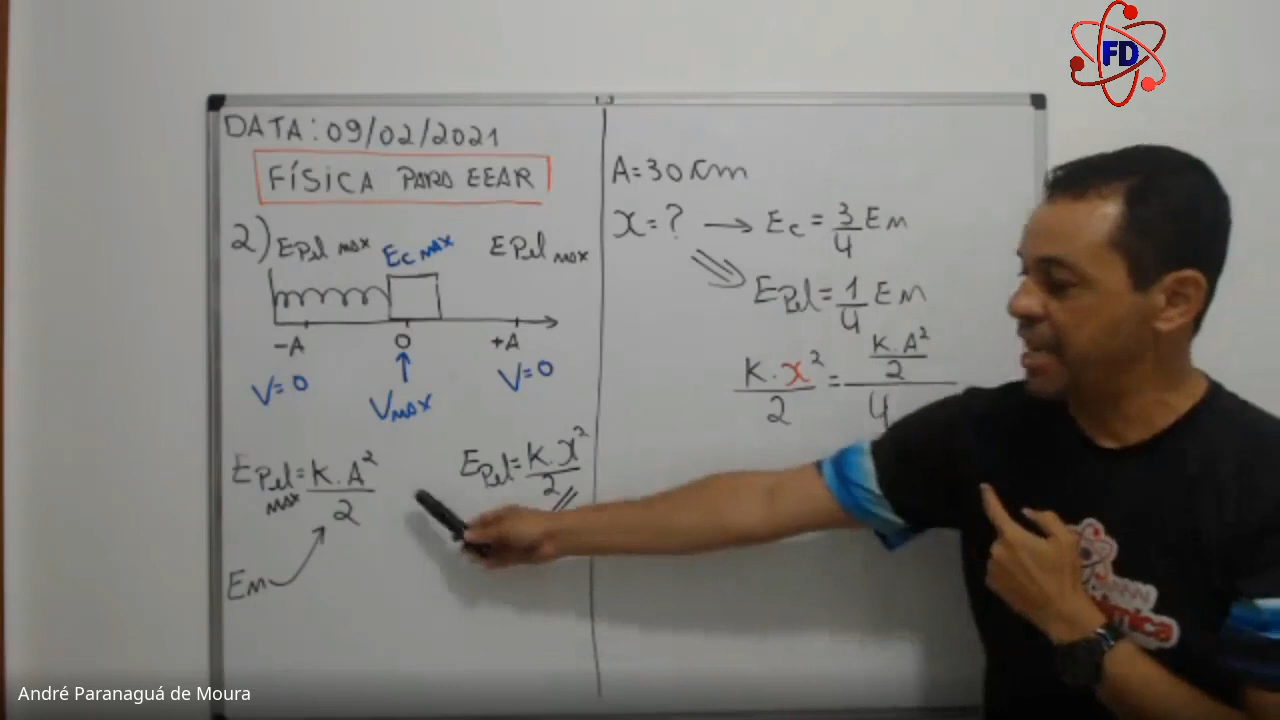 FD
DATA: 09/02/2021
FÍSICA PARA EEAR
2) EPel MAX Ec MAX EPel MAX
-A 0 +A
V=0 VMAX V=0
EPel MAX = K.A²/2
EPel = K.X²/2
EM
A=30cm
x=? → Ec = 3/4 EM
EPel = 1/4 EM
K.x²/2 = K.A²/2/4
André Paranaguá de Moura